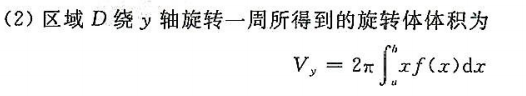 (2) 区域 D 绕 y 轴旋转一周所得到的旋转体体积为
V_y = 2π∫_a^b xf(x)dx